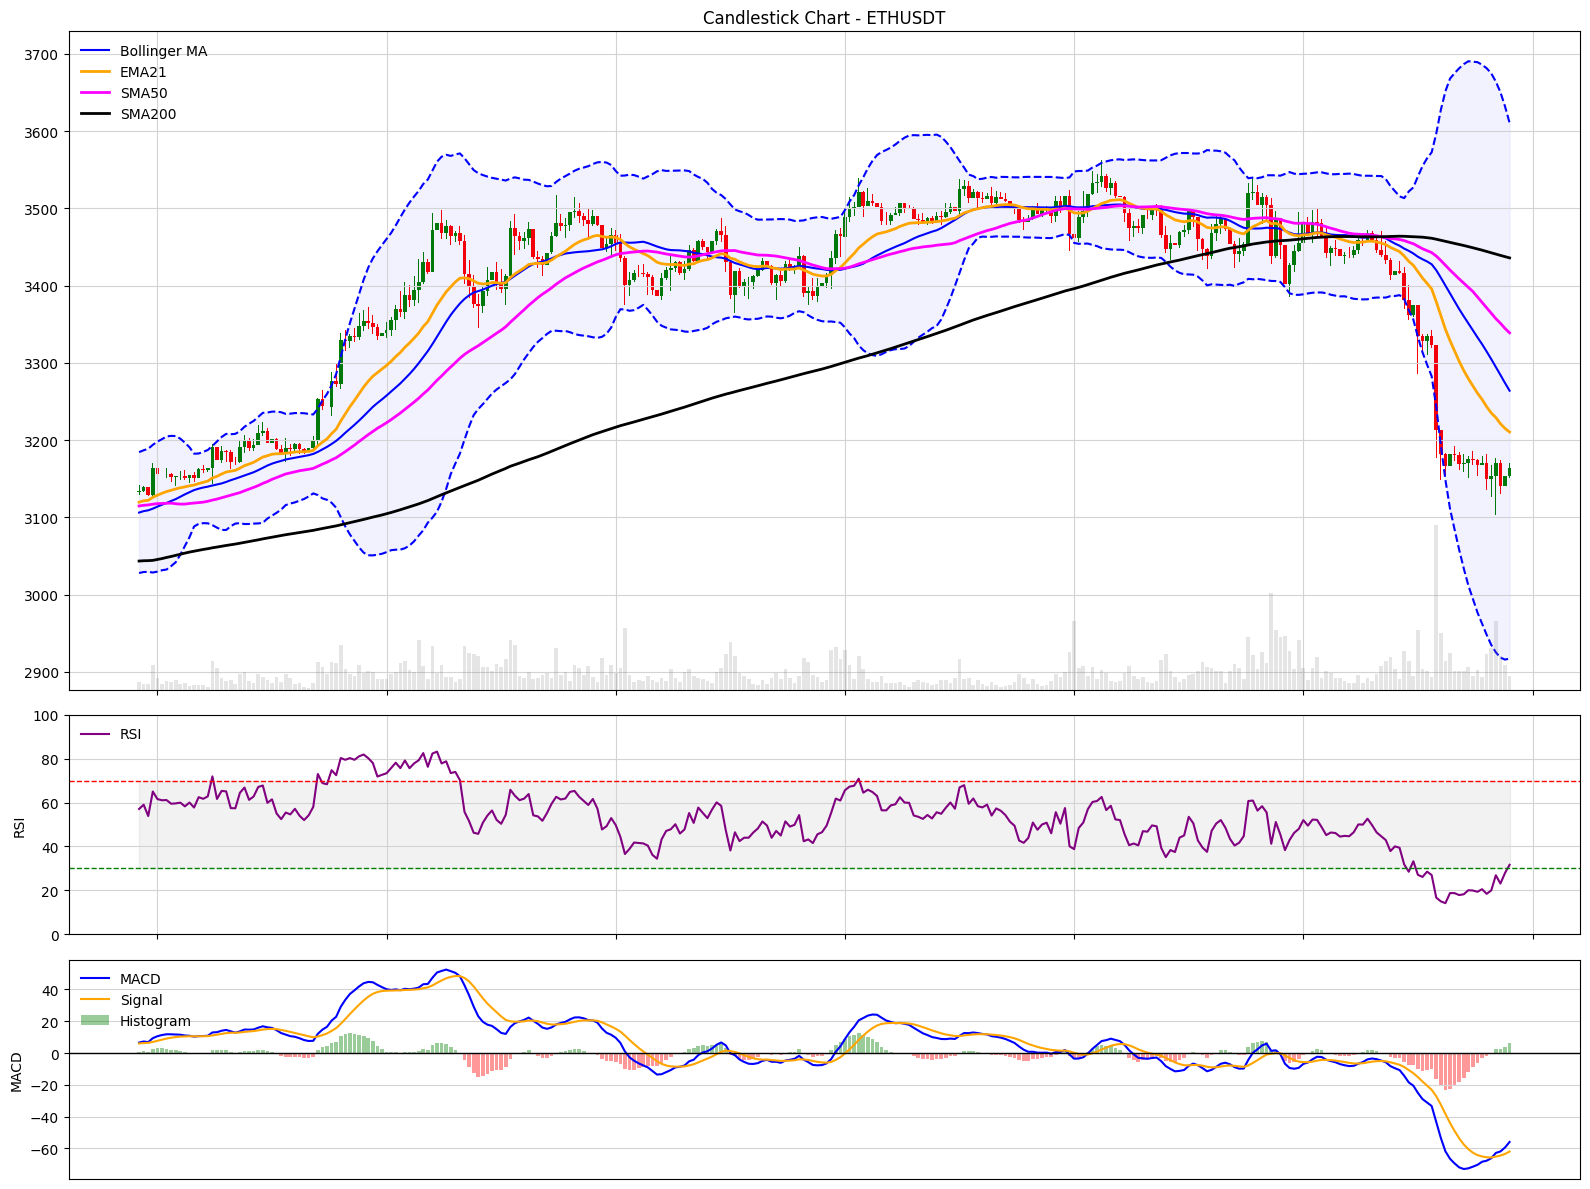 Candlestick Chart - ETHUSDT
Bollinger MA
EMA21
SMA50
SMA200
3700
3600
3500
3400
3300
3200
3100
3000
2900
RSI
100
80
60
40
20
0
RSI
MACD
Signal
Histogram
40
20
0
−20
−40
−60
MACD